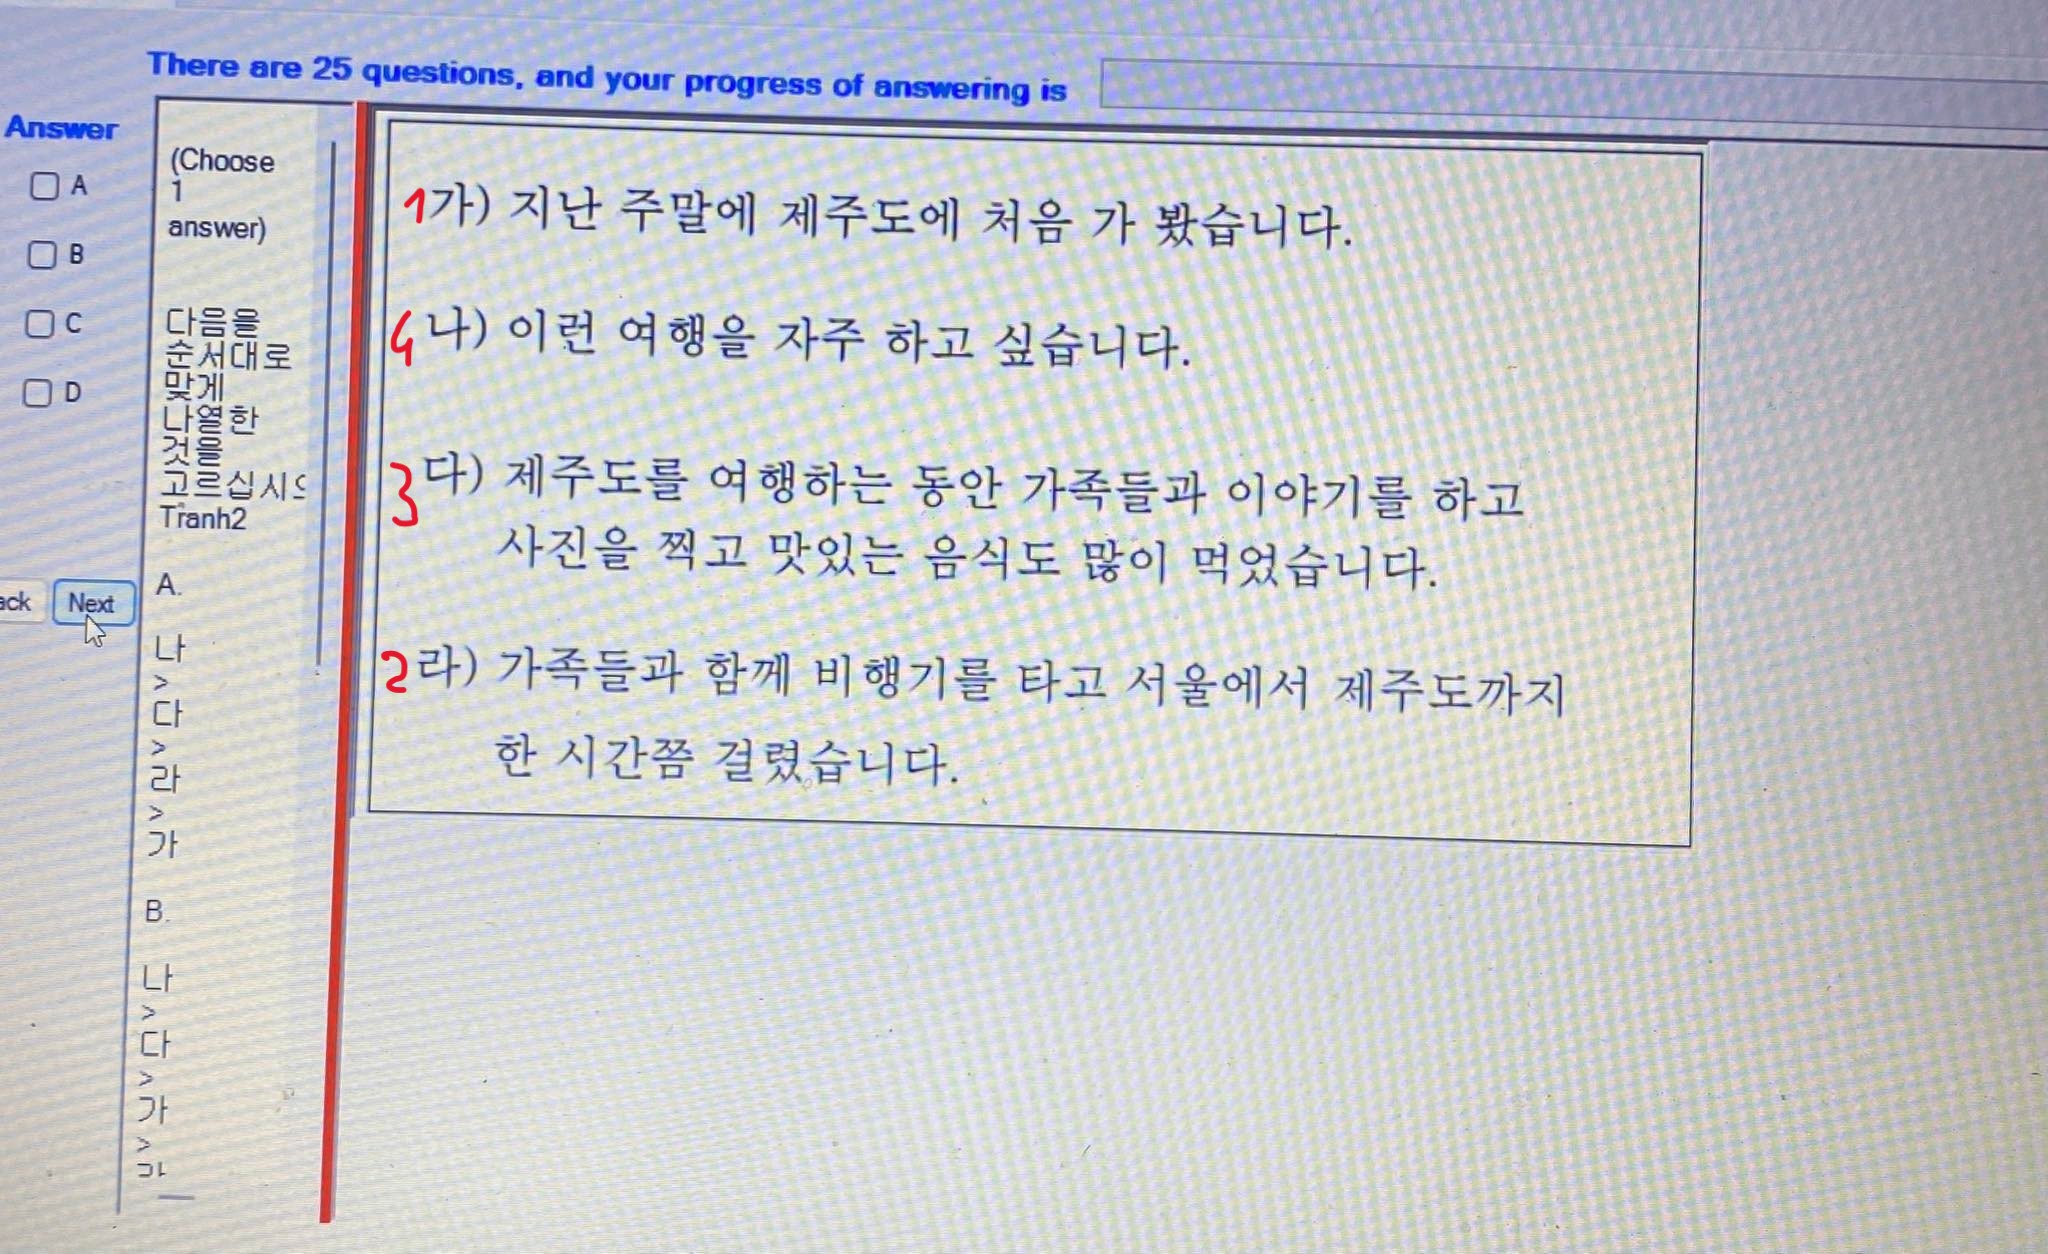 There are 25 questions, and your progress of answering is
Answer
A
B
C
D
Next
(Choose
1
answer)
다음을
순서대로
맞게
나열한
것을
고르십시
Tranh2
A.
나
>
다
>
라
>
가
B.
나
>
다
>
가
>
1가) 지난 주말에 제주도에 처음 가 봤습니다.
4나) 이런 여행을 자주 하고 싶습니다.
3다) 제주도를 여행하는 동안 가족들과 이야기를 하고
사진을 찍고 맛있는 음식도 많이 먹었습니다.
2라) 가족들과 함께 비행기를 타고 서울에서 제주도까지
한 시간쯤 걸렸습니다.